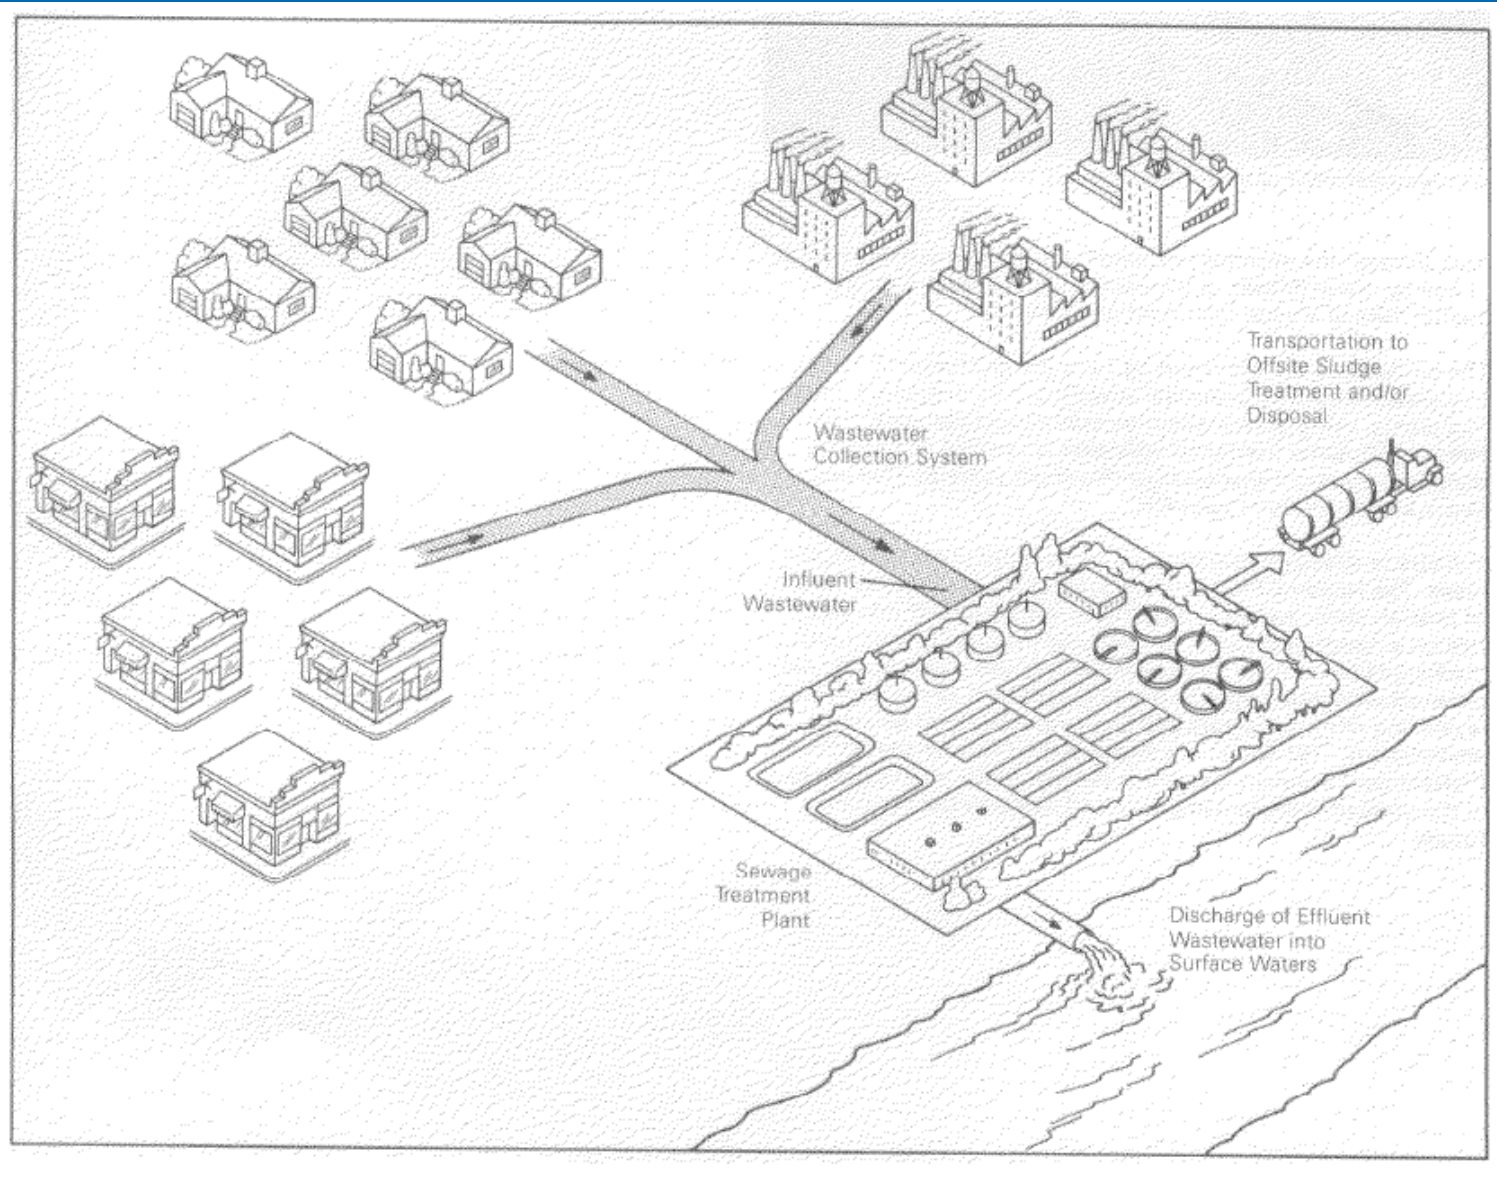 Transportation to
Offsite Sludge
Treatment and/or
Disposal
Wastewater
Collection System
Influent
Wastewater
Sewage
Treatment
Plant
Discharge of Effluent
Wastewater into
Surface Waters